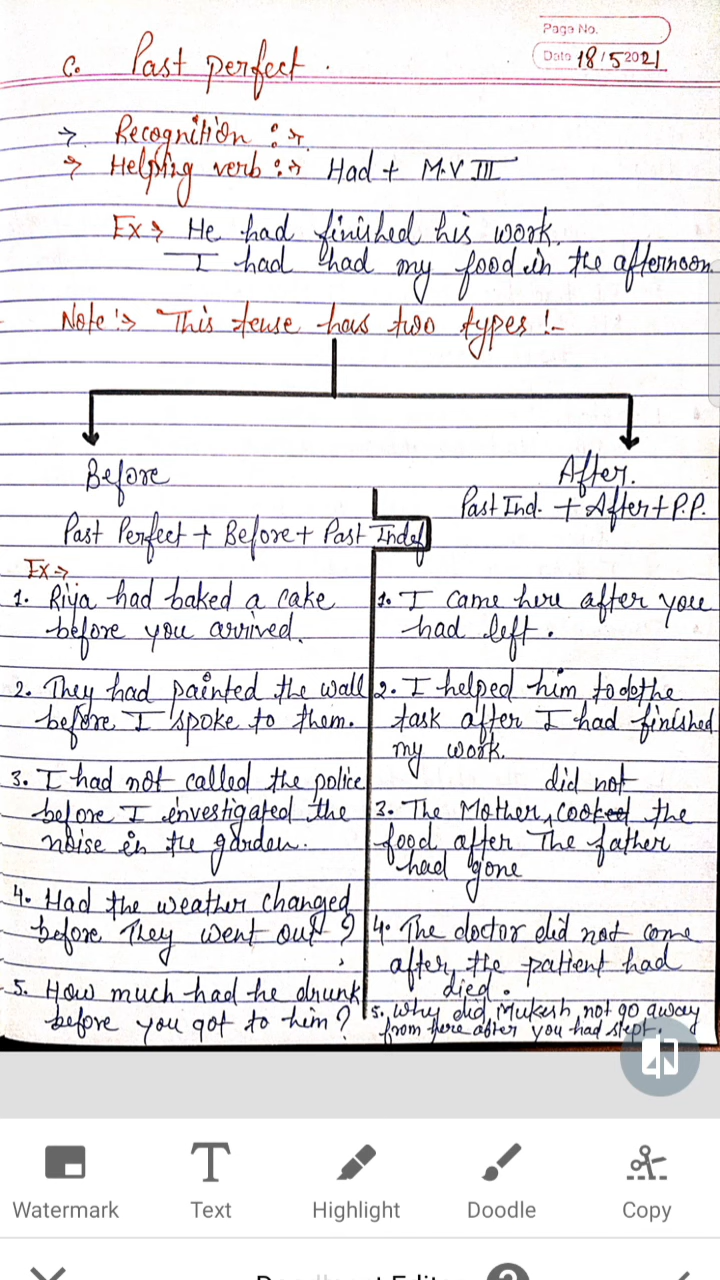 Page No.
Date 18/5 2021
C. Past perfect.
→ Recognition :→
→ Helping verb :→ Had + M.V III
Ex → He had finished his work.
I had had my food in the afternoon.
Note :→ This tense has two types !-
Before
Past Perfect + Before + Past Indef
Ex →
1. Riya had baked a cake
before you arrived.
2. They had painted the wall
before I spoke to them.
3. I had not called the police
before I investigated the
noise in the garden.
4. Had the weather changed
before They went out ?
5. How much had he drunk
before you got to him ?
After.
Past Ind. + After + P.P.
1. I came here after you
had left.
2. I helped him to do the
task after I had finished
my work.
did not
3. The Mother cooked the
food after The father
had gone
4. The doctor did not come
after, the patient had
died.
5. Why did Mukesh not go away
from here after you had slept.
Watermark
Text
Highlight
Doodle
Copy